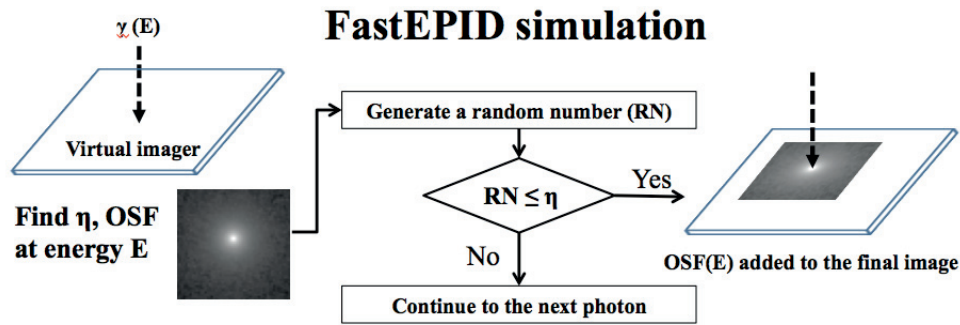 FastEPID simulation
γ (E)
Virtual imager
Find η, OSF
at energy E
Generate a random number (RN)
RN ≤ η
Yes
No
Continue to the next photon
OSF(E) added to the final image